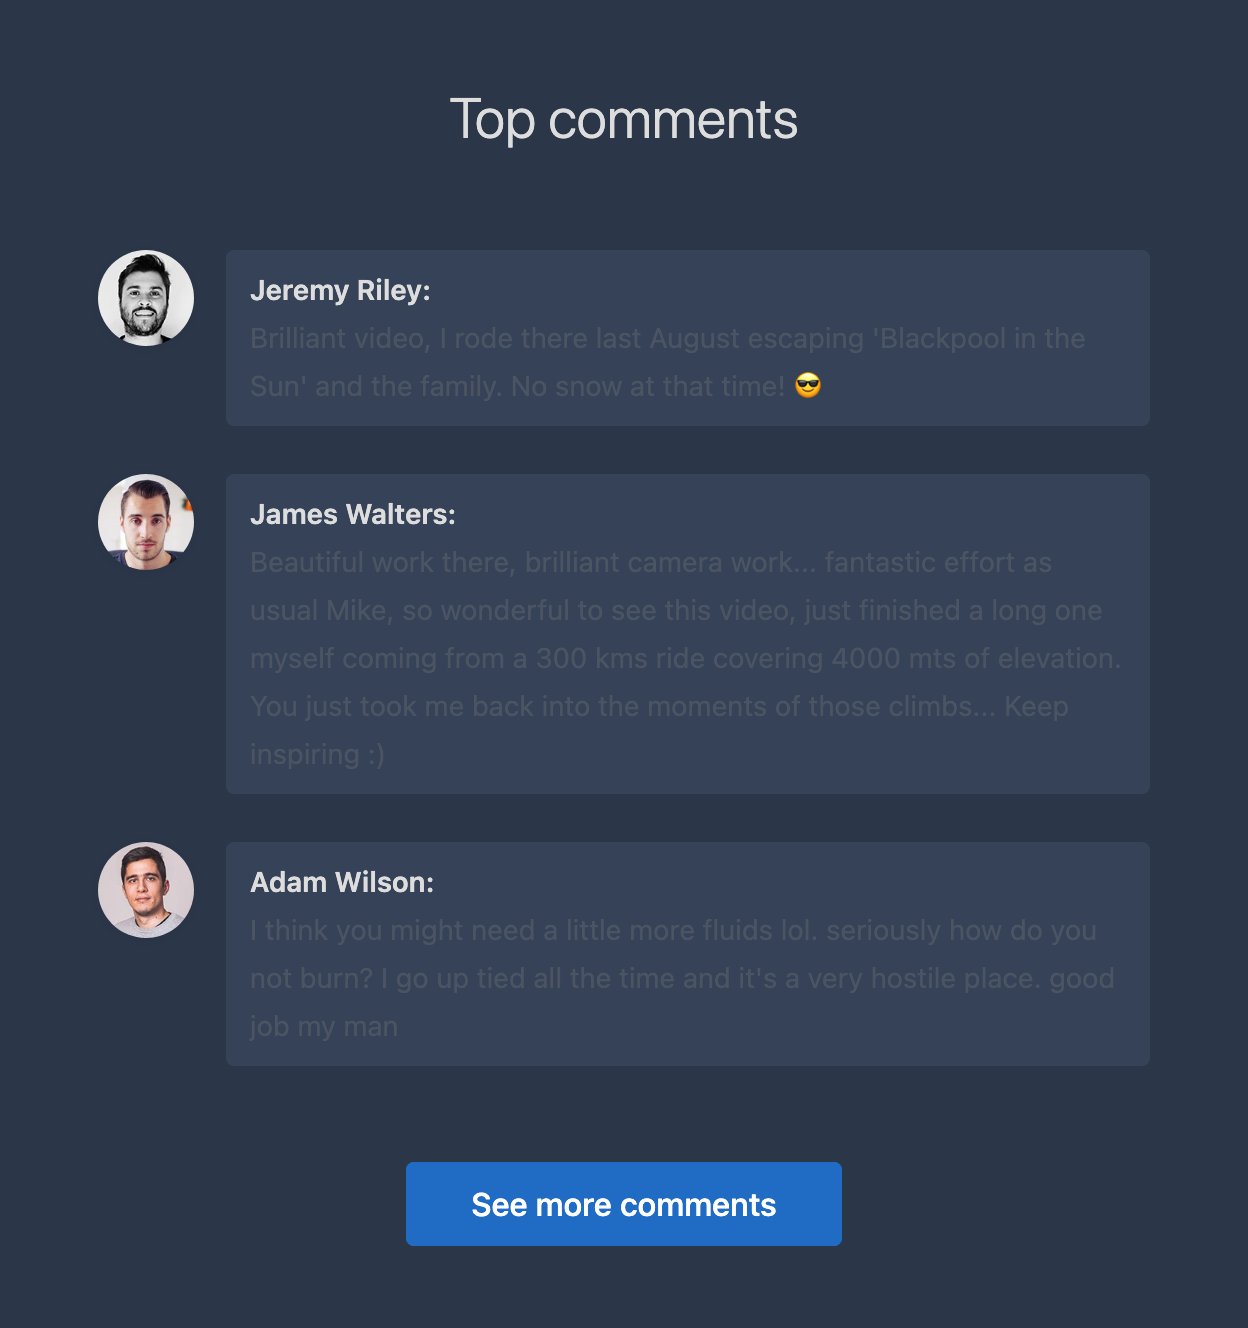 Top comments
Jeremy Riley:
Brilliant video, I rode there last August escaping 'Blackpool in the
Sun' and the family. No snow at that time! 😎
James Walters:
Beautiful work there, brilliant camera work... fantastic effort as
usual Mike, so wonderful to see this video, just finished a long one
myself coming from a 300 kms ride covering 4000 mts of elevation.
You just took me back into the moments of those climbs... Keep
inspiring :)
Adam Wilson:
I think you might need a little more fluids lol. seriously how do you
not burn? I go up tied all the time and it's a very hostile place. good
job my man
See more comments